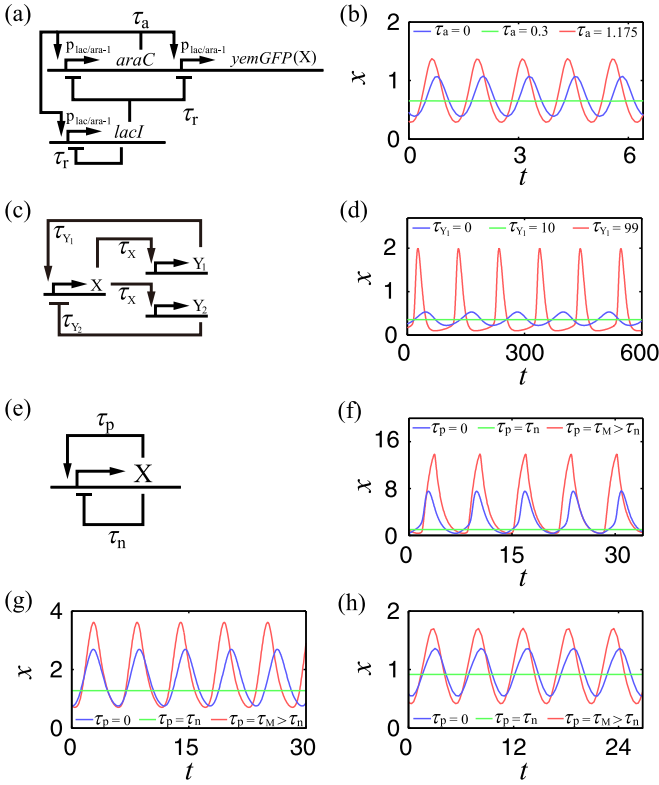 (a)
τa
plac/ara-1
araC
plac/ara-1
yemGFP(X)
τr
plac/ara-1
lacI
τr
(b)
τa = 0 τa = 0.3 τa = 1.175
2
1
0
x
0 3 6
t
(c)
τY1
τX
Y1
X
τX
Y2
τY2
(d)
τY1 = 0 τY1 = 10 τY1 = 99
2
1
0
x
0 300 600
t
(e)
τp
X
τn
(f)
τp = 0 τp = τn τp = τM > τn
16
8
0
x
0 15 30
t
(g)
4
2
0
x
τp = 0 τp = τn τp = τM > τn
0 15 30
t
(h)
2
1
0
x
τp = 0 τp = τn τp = τM > τn
0 12 24
t